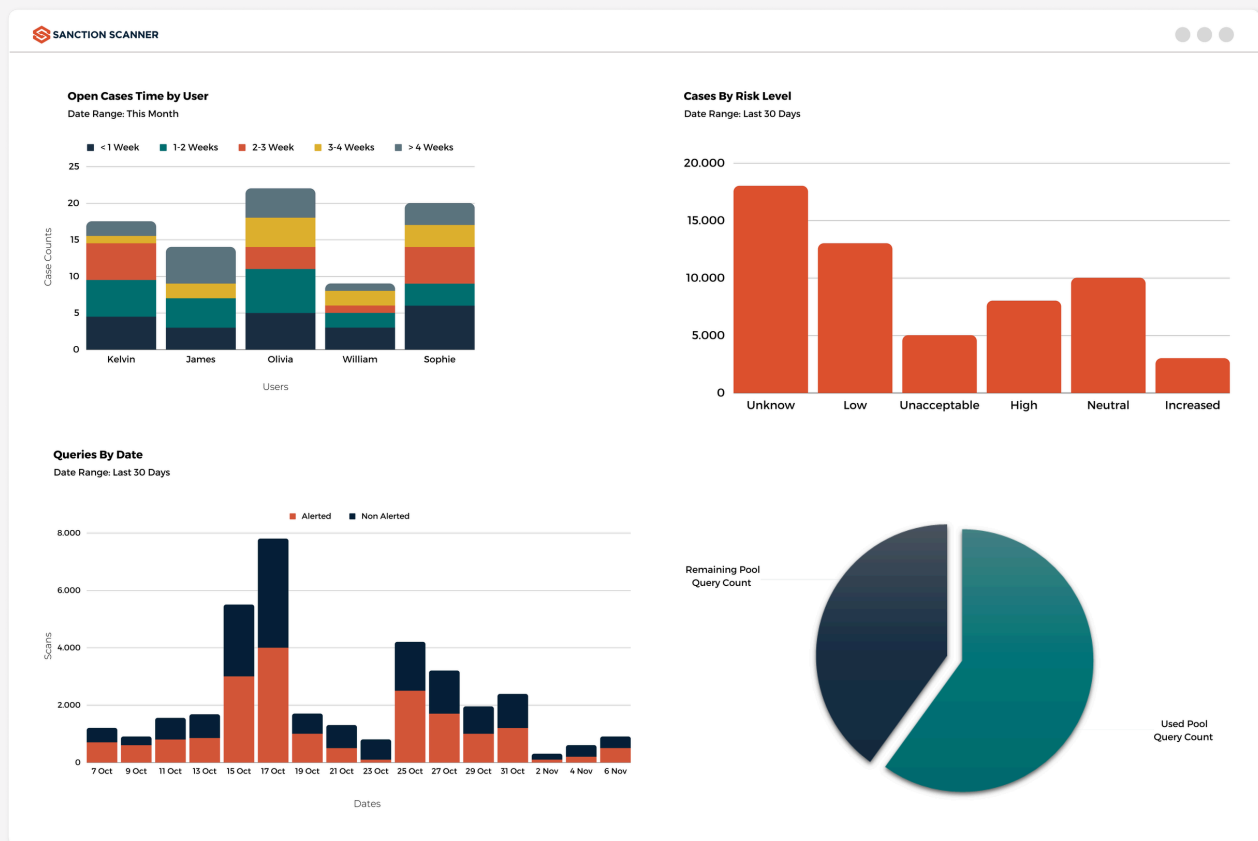 SANCTION SCANNER
Open Cases Time by User
Date Range: This Month
< 1 Week 1-2 Weeks 2-3 Week 3-4 Weeks > 4 Weeks
25
20
15
10
5
0
Case Counts
Kelvin James Olivia William Sophie
Users
Cases By Risk Level
Date Range: Last 30 Days
20.000
15.000
10.000
5.000
0
Unknow Low Unacceptable High Neutral Increased
Queries By Date
Date Range: Last 30 Days
Alerted Non Alerted
8.000
6.000
4.000
2.000
0
Scans
7 Oct 9 Oct 11 Oct 13 Oct 15 Oct 17 Oct 19 Oct 21 Oct 23 Oct 25 Oct 27 Oct 29 Oct 31 Oct 2 Nov 4 Nov 6 Nov
Dates
Remaining Pool
Query Count
Used Pool
Query Count